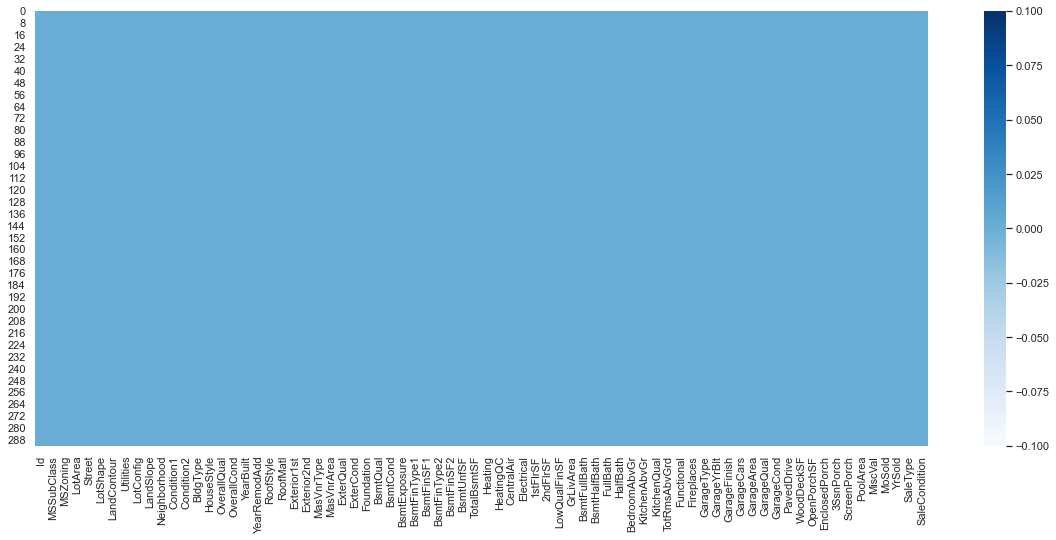 0
8
16
24
32
40
48
56
64
72
80
88
96
104
112
120
128
136
144
152
160
168
176
184
192
200
208
216
224
232
240
248
256
264
272
280
288
Id
MSSubClass
MSZoning
LotArea
Street
LotShape
LandContour
Utilities
LotConfig
LandSlope
Neighborhood
Condition1
Condition2
BldgType
HouseStyle
OverallQual
OverallCond
YearBuilt
YearRemodAdd
RoofStyle
RoofMatl
Exterior1st
Exterior2nd
MasVnrType
MasVnrArea
ExterQual
ExterCond
Foundation
BsmtQual
BsmtCond
BsmtExposure
BsmtFinType1
BsmtFinSF1
BsmtFinType2
BsmtFinSF2
BsmtUnfSF
TotalBsmtSF
Heating
HeatingQC
CentralAir
Electrical
1stFlrSF
2ndFlrSF
LowQualFinSF
GrLivArea
BsmtFullBath
BsmtHalfBath
FullBath
HalfBath
BedroomAbvGr
KitchenAbvGr
KitchenQual
TotRmsAbvGrd
Functional
Fireplaces
GarageType
GarageYrBlt
GarageFinish
GarageCars
GarageArea
GarageQual
GarageCond
PavedDrive
WoodDeckSF
OpenPorchSF
EnclosedPorch
3SsnPorch
ScreenPorch
PoolArea
MiscVal
MoSold
YrSold
SaleType
SaleCondition
0.100
0.075
0.050
0.025
0.000
−0.025
−0.050
−0.075
−0.100